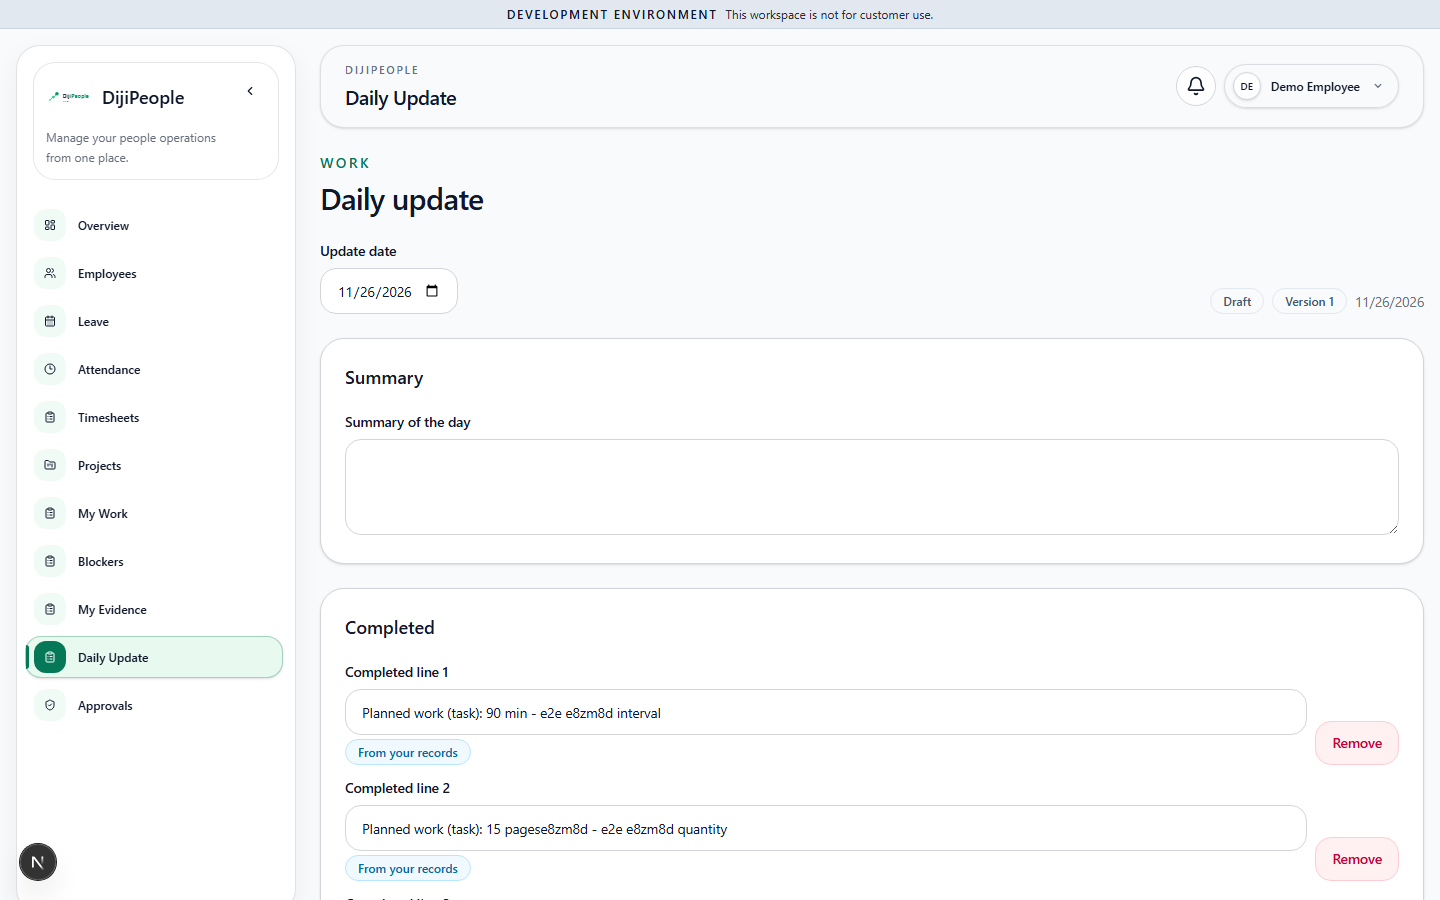 DEVELOPMENT ENVIRONMENT This workspace is not for customer use.
DijiPeople
DijiPeople
Manage your people operations
from one place.
Overview
Employees
Leave
Attendance
Timesheets
Projects
My Work
Blockers
My Evidence
Daily Update
Approvals
N
DIJIPEOPLE
Daily Update
DE Demo Employee
WORK
Daily update
Update date
11/26/2026
Draft Version 1 11/26/2026
Summary
Summary of the day
Completed
Completed line 1
Planned work (task): 90 min - e2e e8zm8d interval
From your records
Remove
Completed line 2
Planned work (task): 15 pagese8zm8d - e2e e8zm8d quantity
From your records
Remove